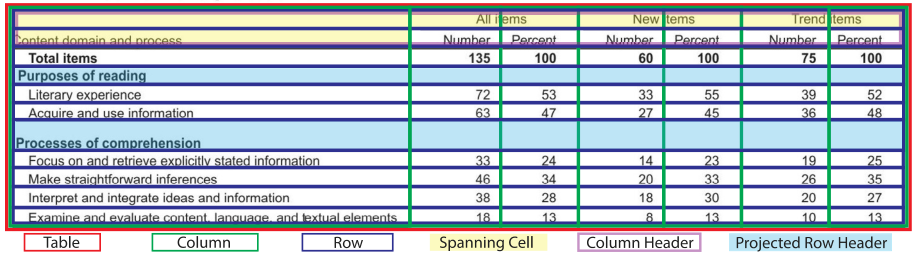 All items New items Trend items
Content domain and process Number Percent Number Percent Number Percent
Total items 135 100 60 100 75 100
Purposes of reading
Literary experience 72 53 33 55 39 52
Acquire and use information 63 47 27 45 36 48
Processes of comprehension
Focus on and retrieve explicitly stated information 33 24 14 23 19 25
Make straightforward inferences 46 34 20 33 26 35
Interpret and integrate ideas and information 38 28 18 30 20 27
Examine and evaluate content, language, and textual elements 18 13 8 13 10 13
Table Column Row Spanning Cell Column Header Projected Row Header